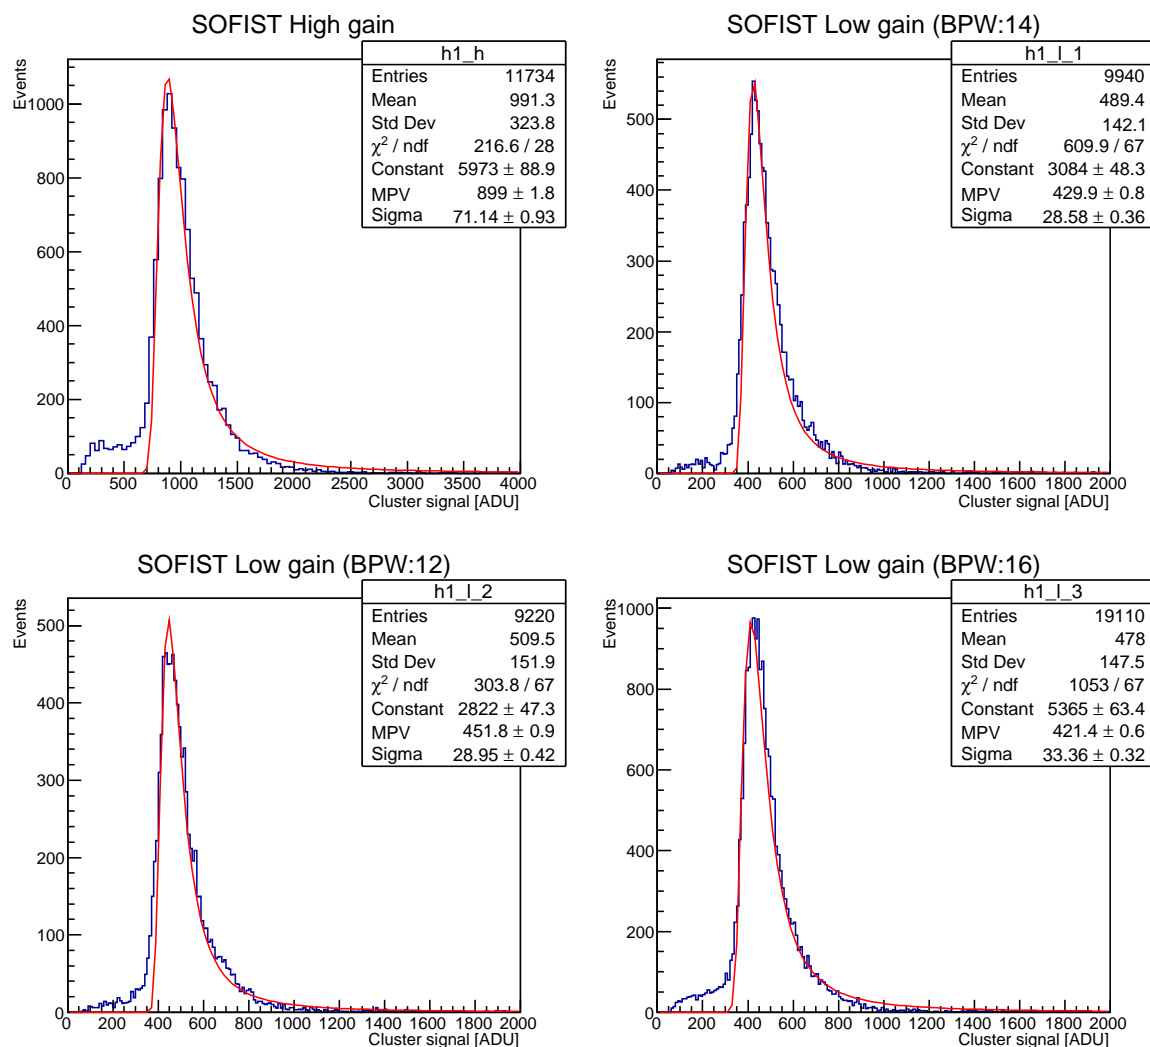 SOFIST High gain
h1_h
Entries 11734
Mean 991.3
Std Dev 323.8
χ² / ndf 216.6 / 28
Constant 5973 ± 88.9
MPV 899 ± 1.8
Sigma 71.14 ± 0.93
Events
1000
800
600
400
200
0
0 500 1000 1500 2000 2500 3000 3500 4000
Cluster signal [ADU]
SOFIST Low gain (BPW:14)
h1_l_1
Entries 9940
Mean 489.4
Std Dev 142.1
χ² / ndf 609.9 / 67
Constant 3084 ± 48.3
MPV 429.9 ± 0.8
Sigma 28.58 ± 0.36
Events
500
400
300
200
100
0
0 200 400 600 800 1000 1200 1400 1600 1800 2000
Cluster signal [ADU]
SOFIST Low gain (BPW:12)
h1_l_2
Entries 9220
Mean 509.5
Std Dev 151.9
χ² / ndf 303.8 / 67
Constant 2822 ± 47.3
MPV 451.8 ± 0.9
Sigma 28.95 ± 0.42
Events
500
400
300
200
100
0
0 200 400 600 800 1000 1200 1400 1600 1800 2000
Cluster signal [ADU]
SOFIST Low gain (BPW:16)
h1_l_3
Entries 19110
Mean 478
Std Dev 147.5
χ² / ndf 1053 / 67
Constant 5365 ± 63.4
MPV 421.4 ± 0.6
Sigma 33.36 ± 0.32
Events
1000
800
600
400
200
0
0 200 400 600 800 1000 1200 1400 1600 1800 2000
Cluster signal [ADU]